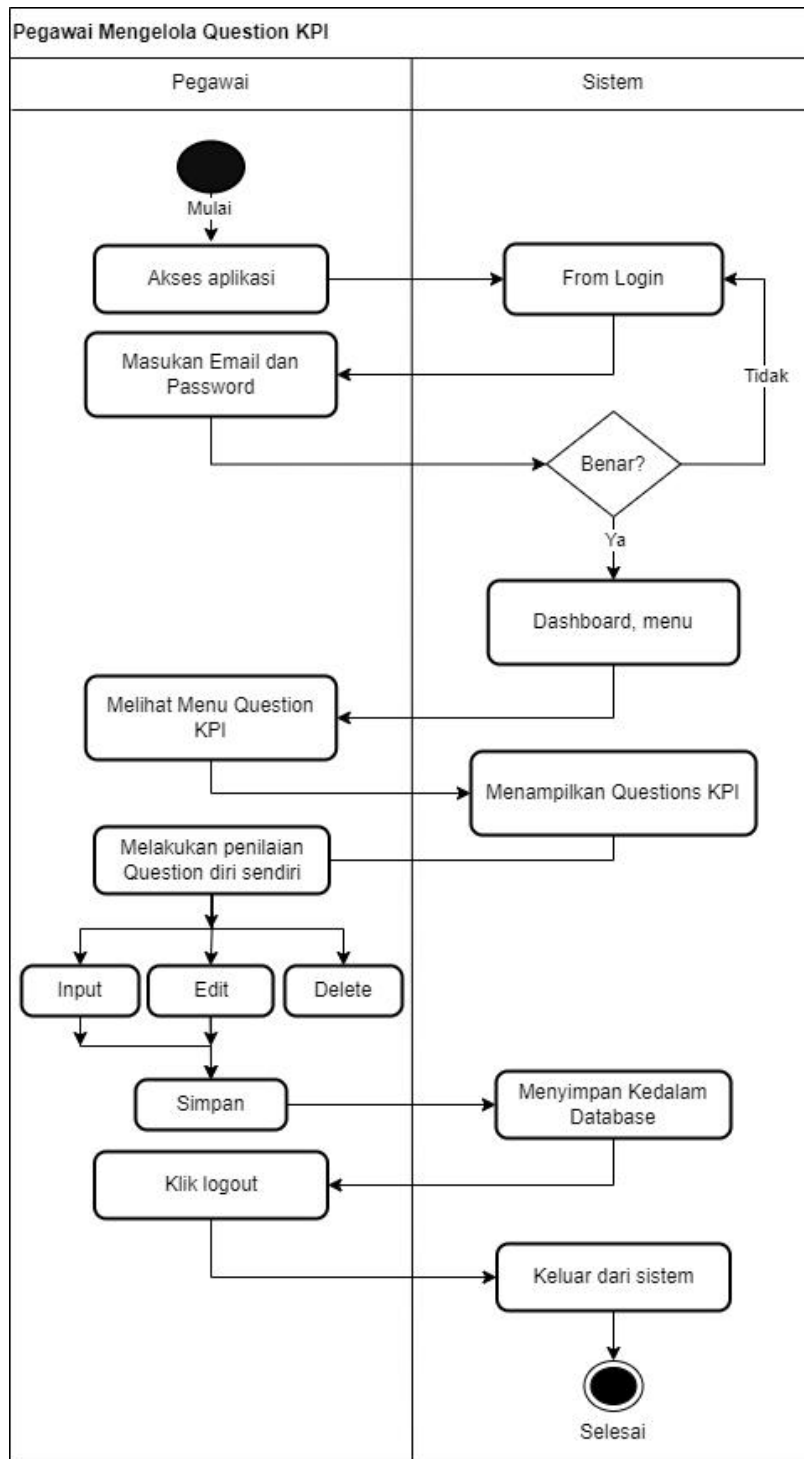 Pegawai Mengelola Question KPI
Pegawai
Sistem
Mulai
Akses aplikasi
From Login
Masukan Email dan
Password
Tidak
Benar?
Ya
Dashboard, menu
Melihat Menu Question
KPI
Menampilkan Questions KPI
Melakukan penilaian
Question diri sendiri
Input
Edit
Delete
Simpan
Menyimpan Kedalam
Database
Klik logout
Keluar dari sistem
Selesai